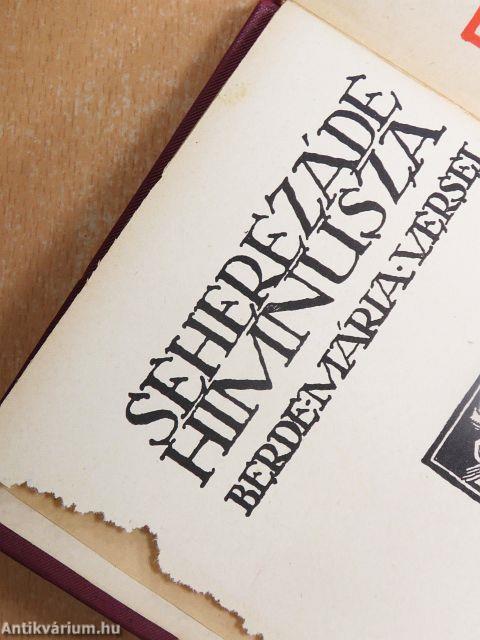 SEHEREZÁDE
HIMNUSZA
BERDE·MÁRIA·VERSEI
Antikvárium.hu